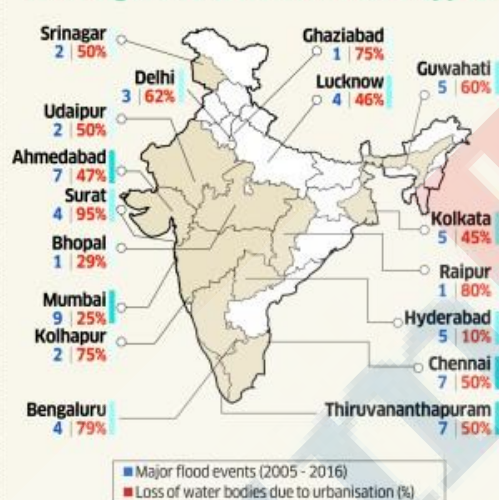 Srinagar
2 | 50%
Delhi
3 | 62%
Udaipur
2 | 50%
Ahmedabad
7 | 47%
Surat
4 | 95%
Bhopal
1 | 29%
Mumbai
9 | 25%
Kolhapur
2 | 75%
Bengaluru
4 | 79%
Ghaziabad
1 | 75%
Lucknow
4 | 46%
Guwahati
5 | 60%
Kolkata
5 | 45%
Raipur
1 | 80%
Hyderabad
5 | 10%
Chennai
7 | 50%
Thiruvananthapuram
7 | 50%
Major flood events (2005 - 2016)
Loss of water bodies due to urbanisation (%)